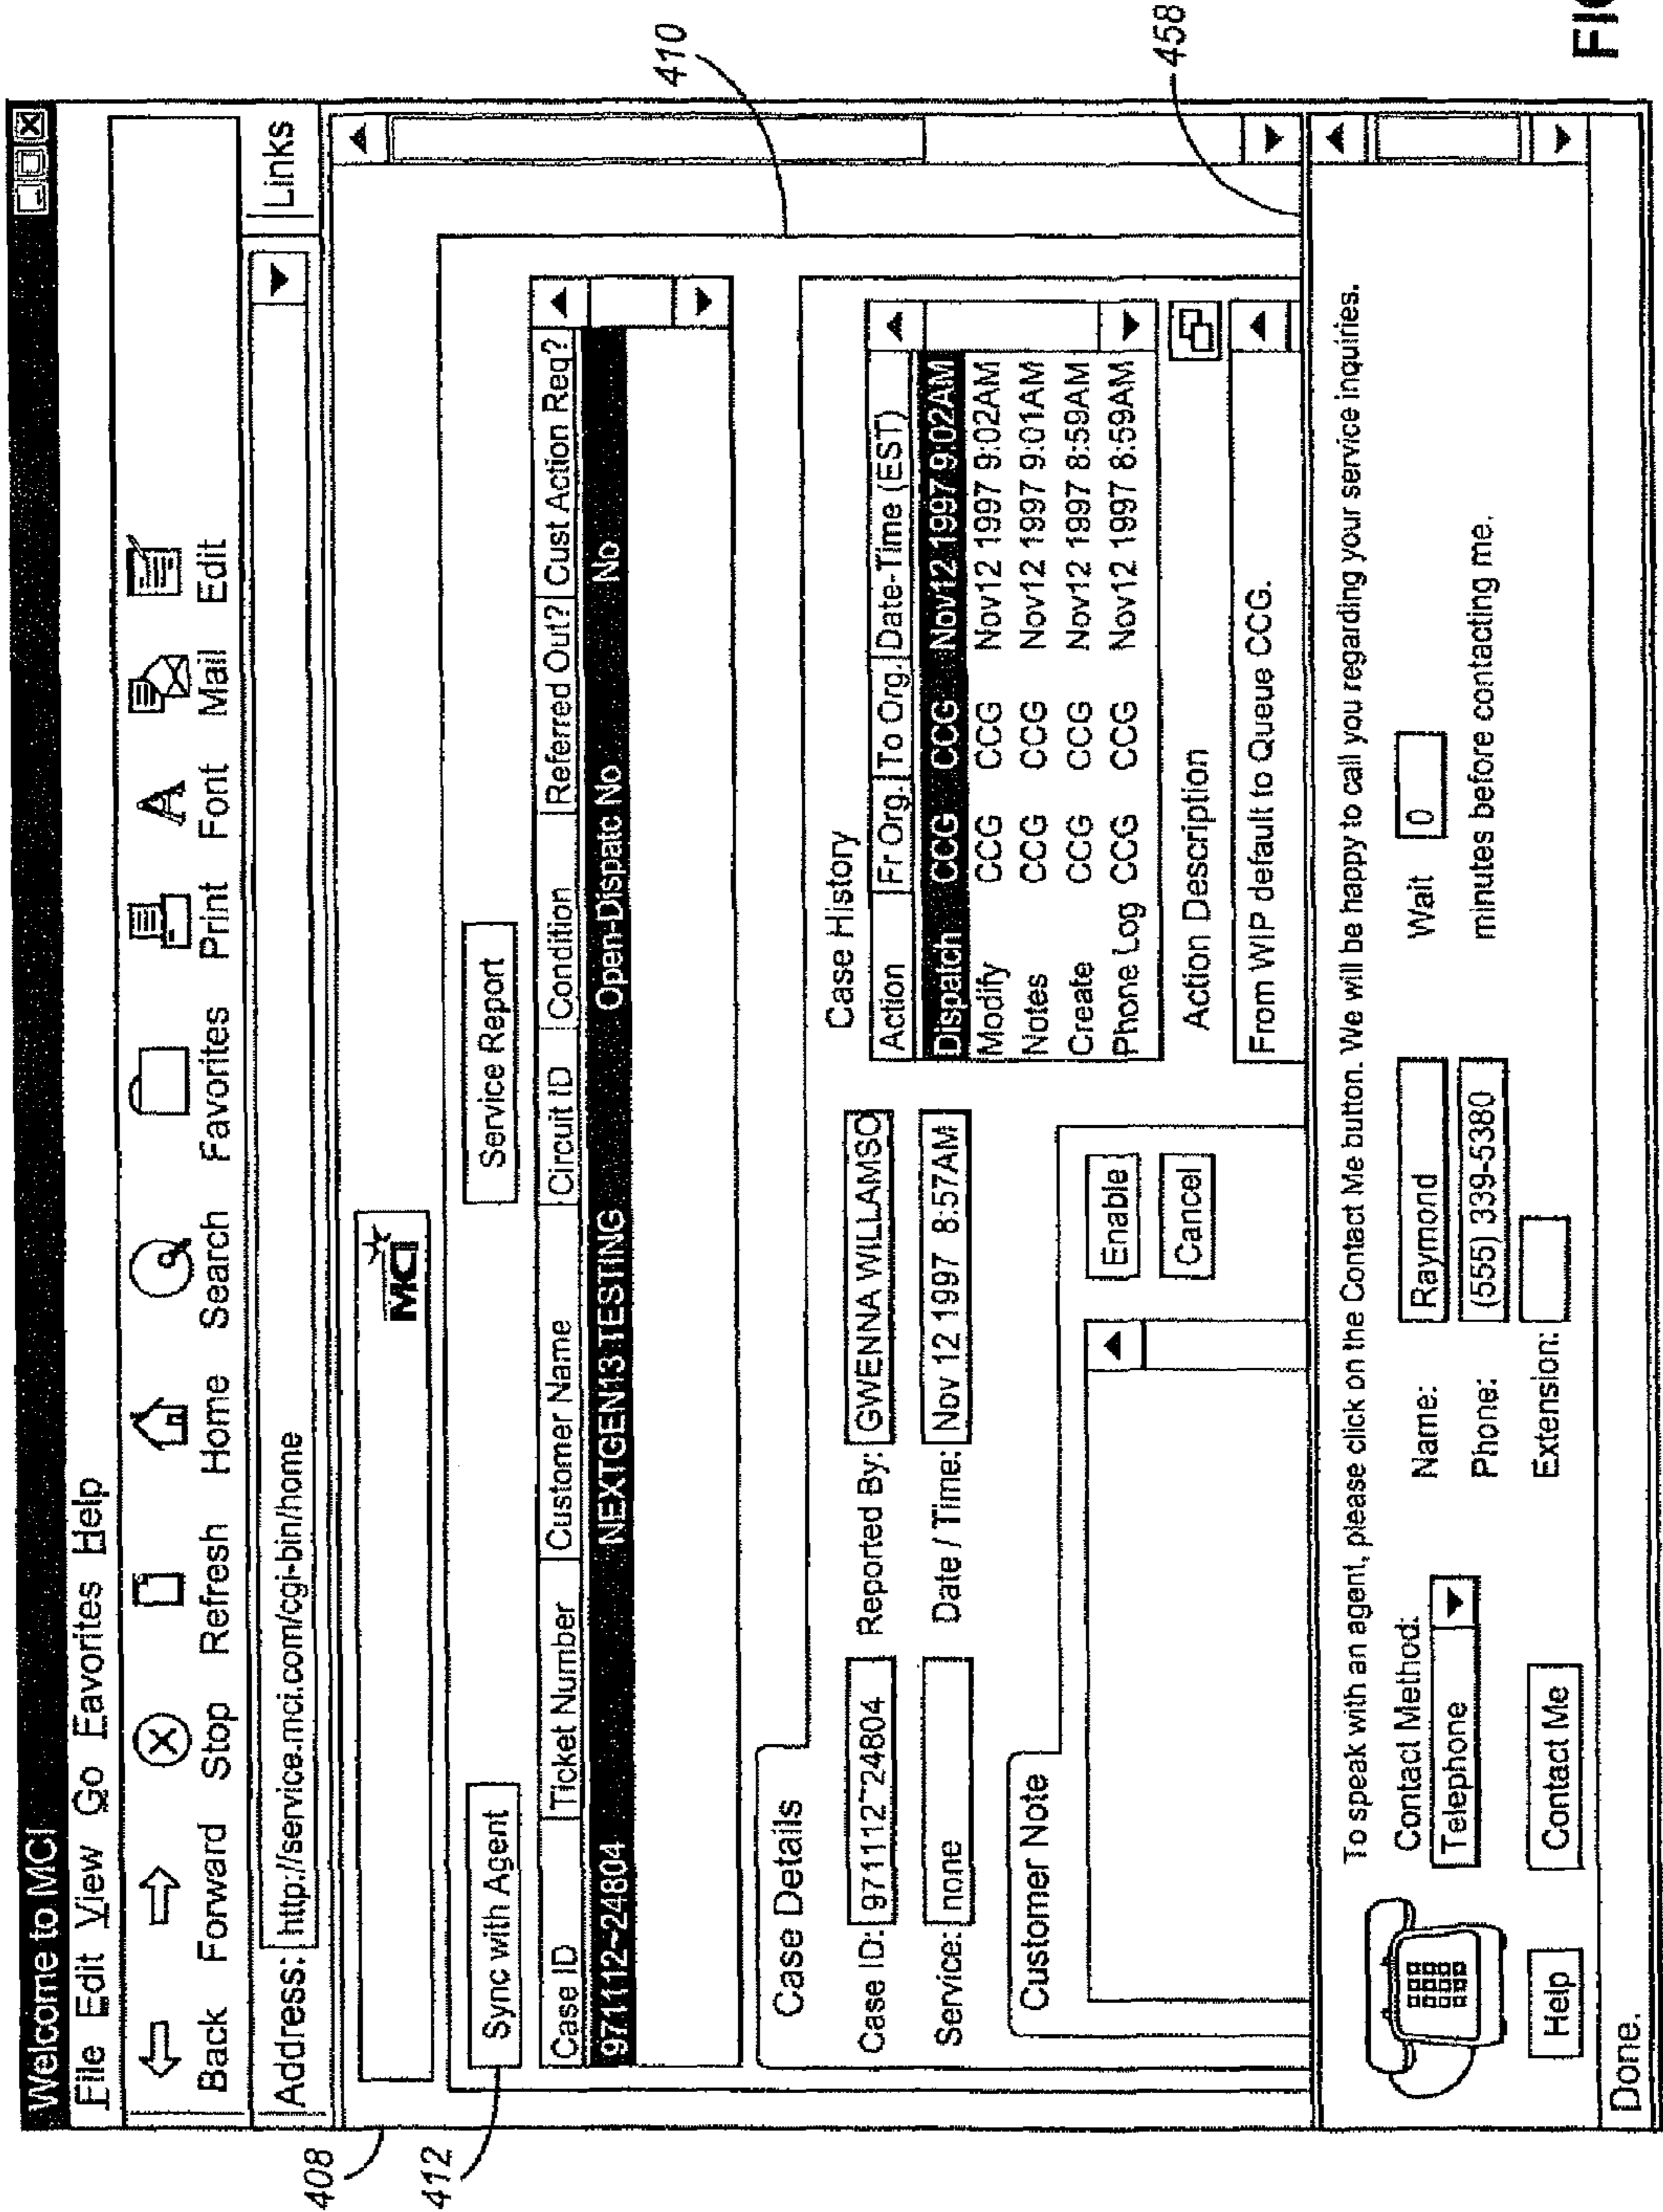 Welcome to MCI
File Edit View Go Favorites Help
Back Forward Stop Refresh Home Search Favorites Print Font Mail Edit
Address: http://service.mci.com/cgi-bin/home Links
408
MCI
412
Sync with Agent Service Report
Case ID Ticket Number Customer Name Circuit ID Condition Referred Out? Cust Action Req?
971112~24804 NEXTGEN13 TESTING Open-Dispatc No No
410
Case Details
Case History
Case ID: 971112~24804 Reported By: GWENNA WILLAMSO
Service: none Date / Time: Nov 12 1997 8:57AM
Action Fr Org. To Org. Date-Time (EST)
Dispatch CCG CCG Nov12 1997 9:02AM
Modify CCG CCG Nov12 1997 9:02AM
Notes CCG CCG Nov12 1997 9:01AM
Create CCG CCG Nov12 1997 8:59AM
Phone Log CCG CCG Nov12 1997 8:59AM
Customer Note
Enable
Cancel
Action Description
From WIP default to Queue CCG.
458
To speak with an agent, please click on the Contact Me button. We will be happy to call you regarding your service inquiries.
Contact Method: Name: Raymond Wait 0
Telephone Phone: (555) 339-5380 minutes before contacting me.
Extension:
Help Contact Me
Done.